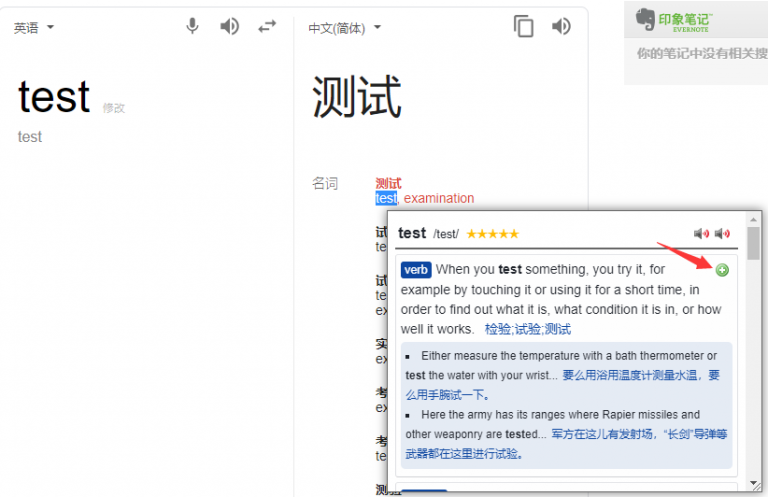 英语
中文(简体)
印象笔记™
EVERNOTE
你的笔记中没有相关搜
test 修改
test
测试
名词
测试
test, examination
试
te
试
te
ex
实
ex
考
ex
考
te
测验
test /test/ ★★★★★
verb When you test something, you try it, for
example by touching it or using it for a short time, in
order to find out what it is, what condition it is in, or how
well it works. 检验;试验;测试
▪ Either measure the temperature with a bath thermometer or
test the water with your wrist... 要么用浴用温度计测量水温，要
么用手腕试一下。
▪ Here the army has its ranges where Rapier missiles and
other weaponry are tested... 军方在这儿有发射场，“长剑”导弹等
武器都在这里进行试验。